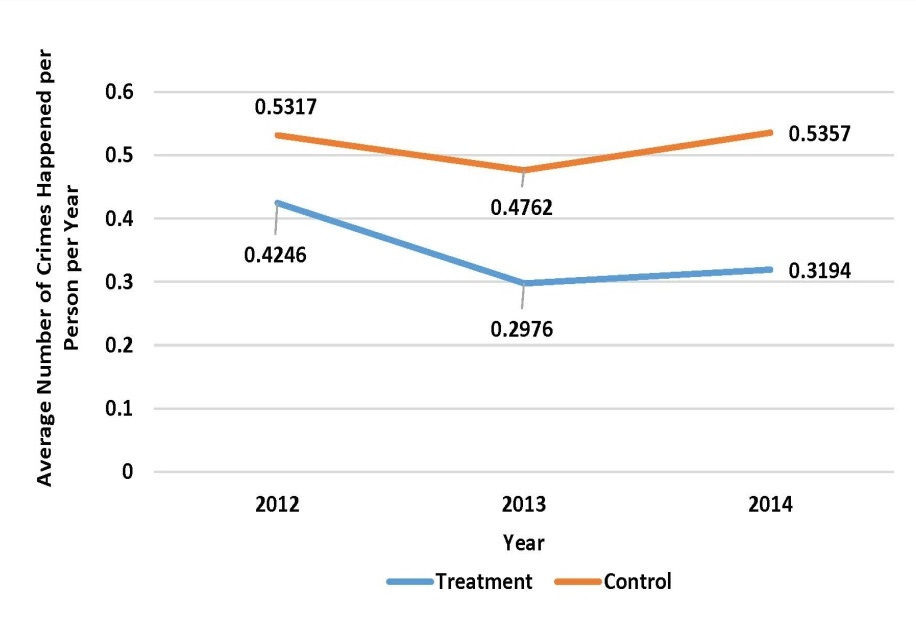 Average Number of Crimes Happened per
Person per Year
0.6
0.5
0.4
0.3
0.2
0.1
0
0.5317
0.4762
0.5357
0.4246
0.2976
0.3194
2012 2013 2014
Year
Treatment Control